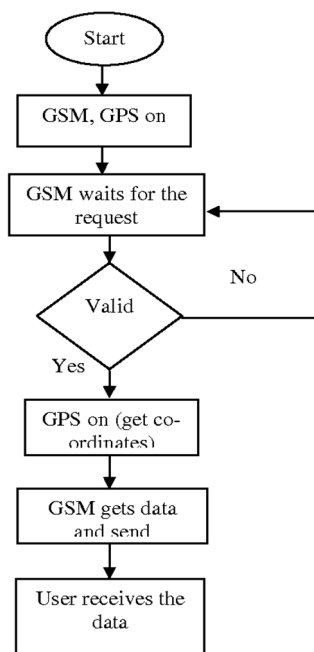 Start
GSM, GPS on
GSM waits for the
request
No
Valid
Yes
GPS on (get co-
ordinates)
GSM gets data
and send
User receives the
data